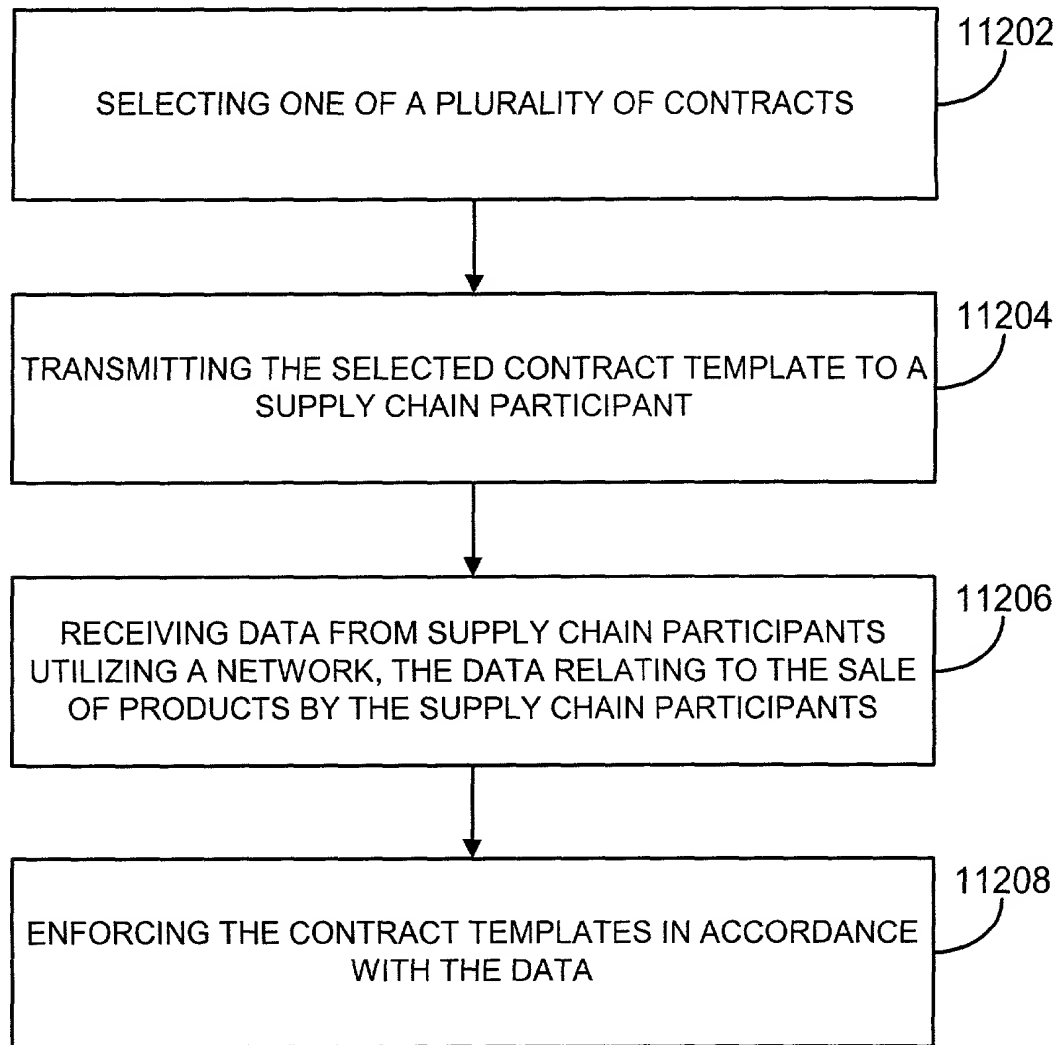 11202
SELECTING ONE OF A PLURALITY OF CONTRACTS
11204
TRANSMITTING THE SELECTED CONTRACT TEMPLATE TO A
SUPPLY CHAIN PARTICIPANT
11206
RECEIVING DATA FROM SUPPLY CHAIN PARTICIPANTS
UTILIZING A NETWORK, THE DATA RELATING TO THE SALE
OF PRODUCTS BY THE SUPPLY CHAIN PARTICIPANTS
11208
ENFORCING THE CONTRACT TEMPLATES IN ACCORDANCE
WITH THE DATA